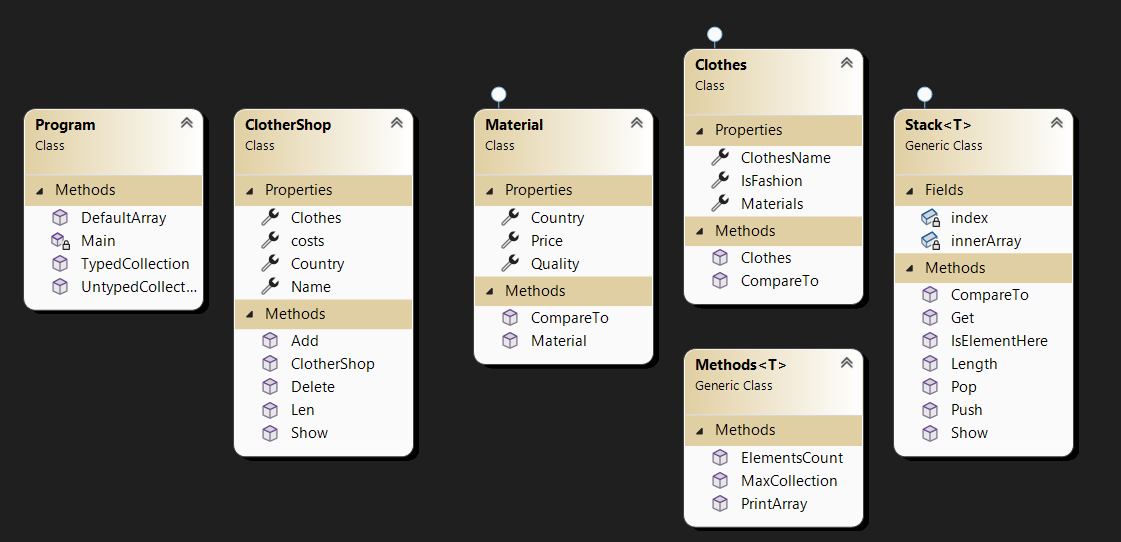 Program
Class
Methods
DefaultArray
Main
TypedCollection
UntypedCollect...
ClotherShop
Class
Properties
Clothes
costs
Country
Name
Methods
Add
ClotherShop
Delete
Len
Show
Material
Class
Properties
Country
Price
Quality
Methods
CompareTo
Material
Clothes
Class
Properties
ClothesName
IsFashion
Materials
Methods
Clothes
CompareTo
Methods<T>
Generic Class
Methods
ElementsCount
MaxCollection
PrintArray
Stack<T>
Generic Class
Fields
index
innerArray
Methods
CompareTo
Get
IsElementHere
Length
Pop
Push
Show